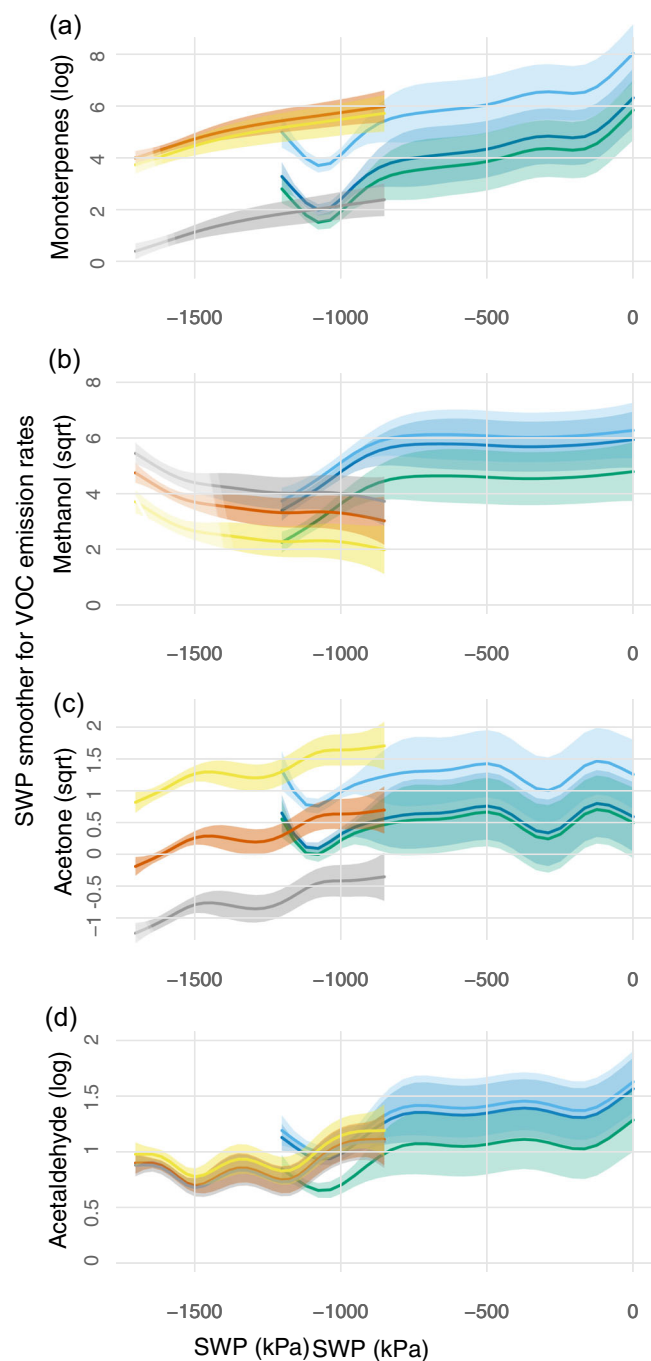 (a)
Monoterpenes (log)
8
6
4
2
0
−1500 −1000 −500 0
(b)
SWP smoother for VOC emission rates
Methanol (sqrt)
8
6
4
2
0
−1500 −1000 −500 0
(c)
Acetone (sqrt)
2
1.5
1
0.5
0
−0.5
−1
−1500 −1000 −500 0
(d)
Acetaldehyde (log)
2
1.5
1
0.5
0
−1500 −1000 −500 0
SWP (kPa) SWP (kPa)